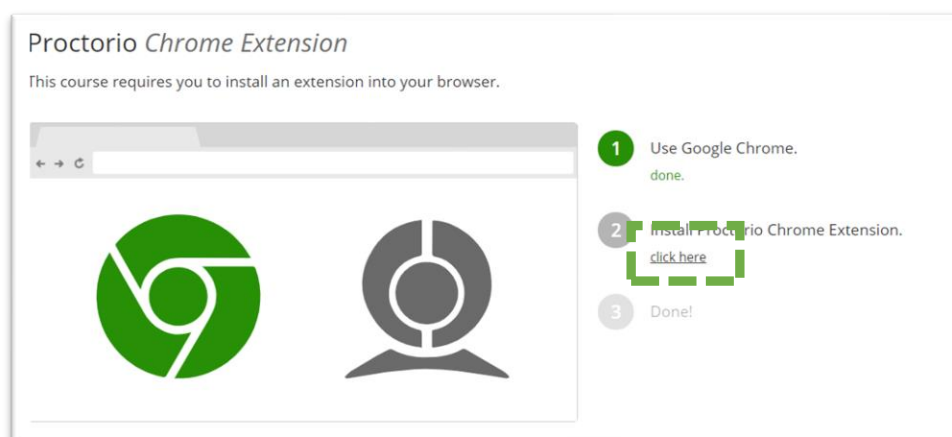 Proctorio Chrome Extension
This course requires you to install an extension into your browser.
1 Use Google Chrome.
done.
2 Install Proctorio Chrome Extension.
click here
3 Done!